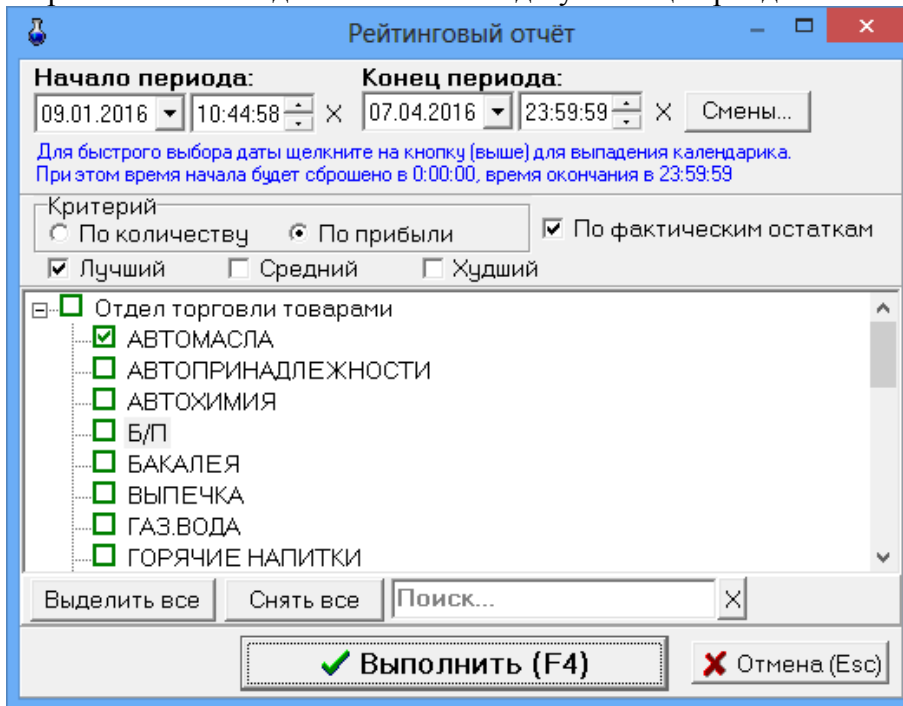 Рейтинговый отчёт
Начало периода: Конец периода:
09.01.2016 10:44:58 X 07.04.2016 23:59:59 X Смены...
Для быстрого выбора даты щелкните на кнопку (выше) для выпадения календарика.
При этом время начала будет сброшено в 0:00:00, время окончания в 23:59:59
Критерий
По количеству По прибыли По фактическим остаткам
Лучший Средний Худший
Отдел торговли товарами
АВТОМАСЛА
АВТОПРИНАДЛЕЖНОСТИ
АВТОХИМИЯ
Б/П
БАКАЛЕЯ
ВЫПЕЧКА
ГАЗ.ВОДА
ГОРЯЧИЕ НАПИТКИ
Выделить все Снять все Поиск... X
Выполнить (F4) Отмена (Esc)